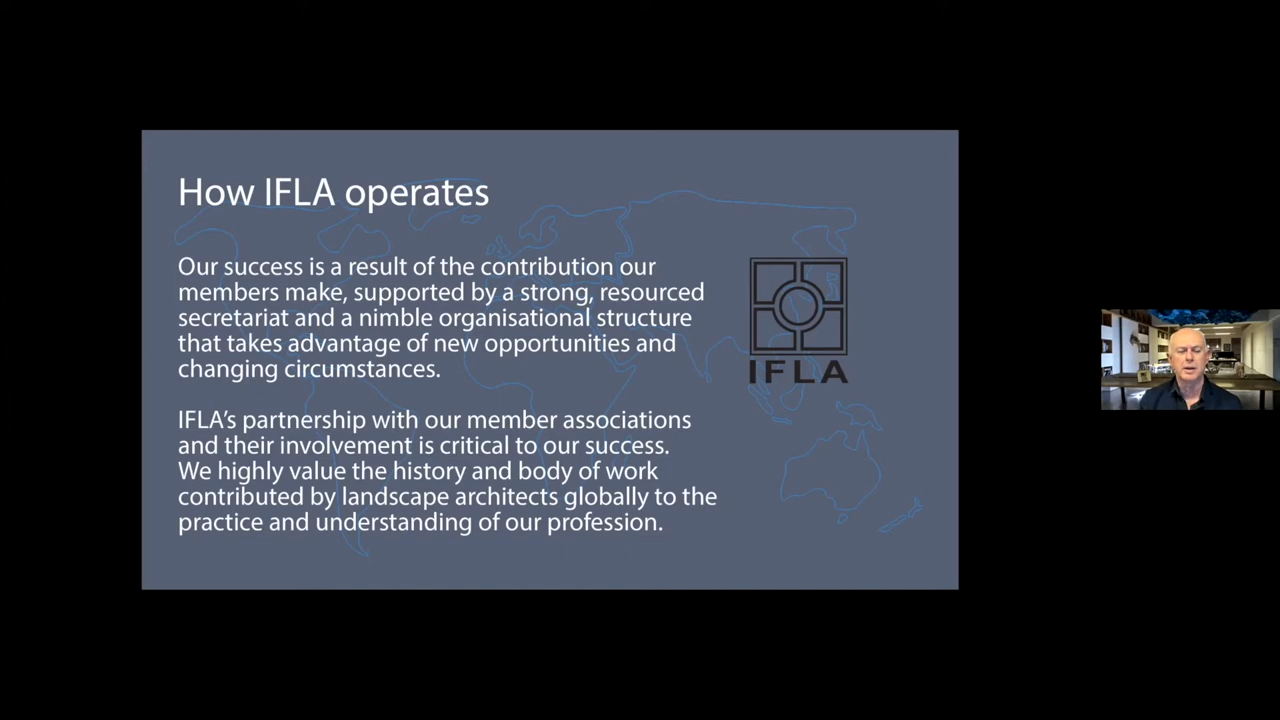 How IFLA operates
Our success is a result of the contribution our
members make, supported by a strong, resourced
secretariat and a nimble organisational structure
that takes advantage of new opportunities and
changing circumstances.
IFLA’s partnership with our member associations
and their involvement is critical to our success.
We highly value the history and body of work
contributed by landscape architects globally to the
practice and understanding of our profession.
IFLA